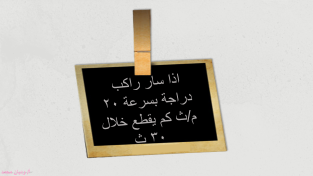 اذا سار راكب
دراجة بسرعة ٢٠
م/ث كم يقطع خلال
٣٠ ث